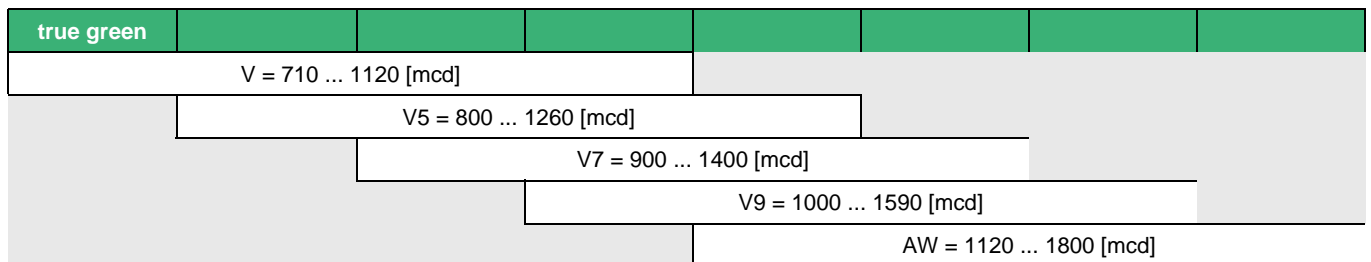 true green
V = 710 ... 1120 [mcd]
V5 = 800 ... 1260 [mcd]
V7 = 900 ... 1400 [mcd]
V9 = 1000 ... 1590 [mcd]
AW = 1120 ... 1800 [mcd]